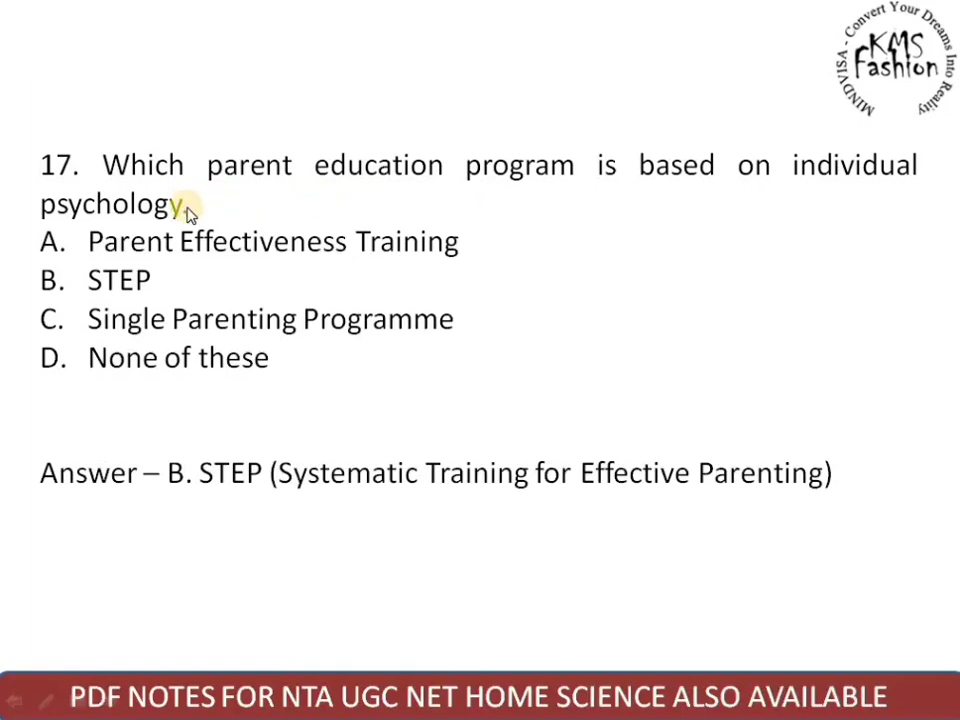 MINDVISA - Convert Your Dreams Into Reality
KMS
Fashion
17. Which parent education program is based on individual
psychology.
A. Parent Effectiveness Training
B. STEP
C. Single Parenting Programme
D. None of these
Answer – B. STEP (Systematic Training for Effective Parenting)
PDF NOTES FOR NTA UGC NET HOME SCIENCE ALSO AVAILABLE